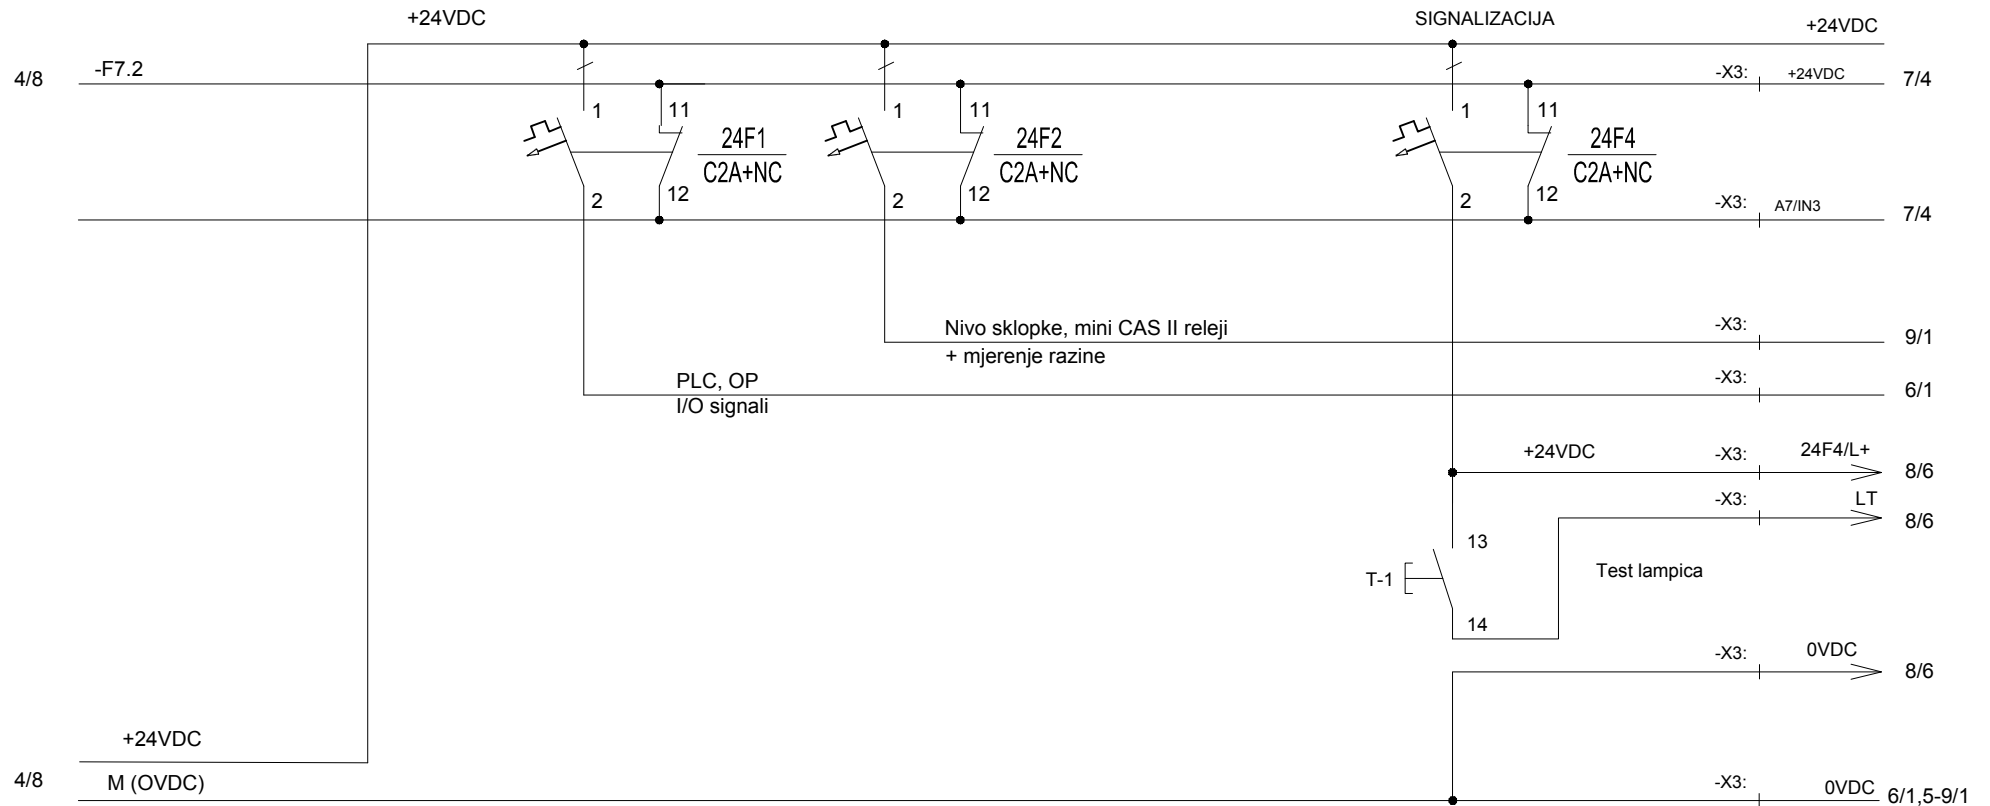 +24VDC
SIGNALIZACIJA
+24VDC
4/8
-F7.2
-X3:
+24VDC
7/4
1
11
1
11
1
11
24F1
C2A+NC
24F2
C2A+NC
24F4
C2A+NC
2
12
2
12
2
12
-X3:
A7/IN3
7/4
Nivo sklopke, mini CAS II releji
+ mjerenje razine
-X3:
9/1
PLC, OP
I/O signali
-X3:
6/1
+24VDC
-X3:
24F4/L+
8/6
-X3:
LT
8/6
13
T-1
Test lampica
14
-X3:
0VDC
8/6
+24VDC
4/8
M (OVDC)
-X3:
0VDC
6/1,5-9/1